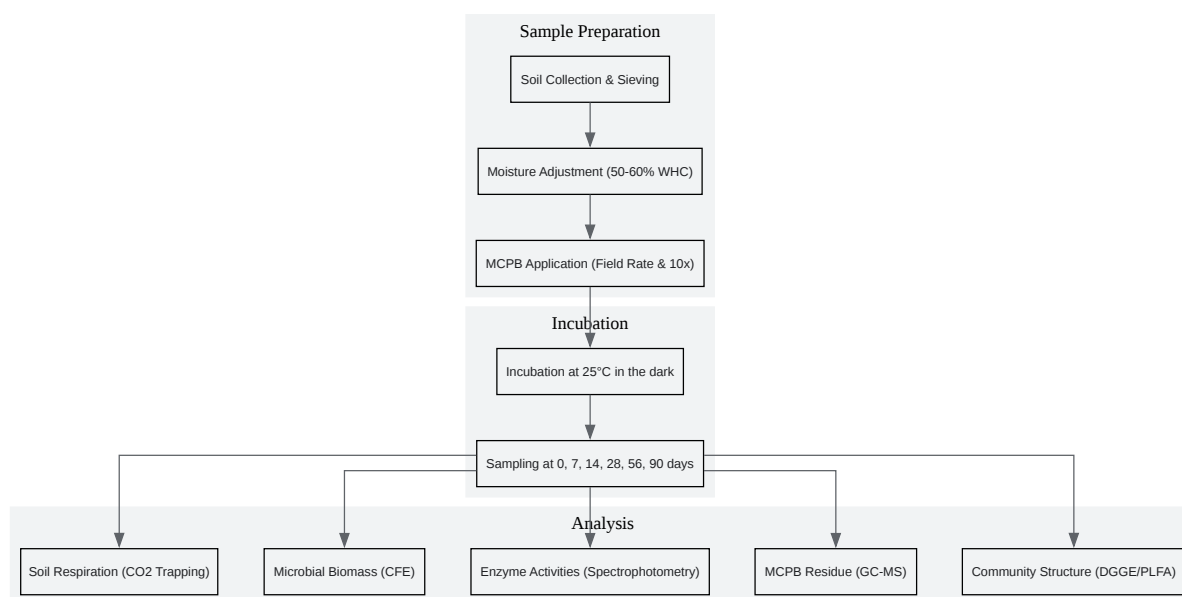 Sample Preparation
Soil Collection & Sieving
Moisture Adjustment (50-60% WHC)
MCPB Application (Field Rate & 10x)
Incubation
Incubation at 25°C in the dark
Sampling at 0, 7, 14, 28, 56, 90 days
Analysis
Soil Respiration (CO2 Trapping)
Microbial Biomass (CFE)
Enzyme Activities (Spectrophotometry)
MCPB Residue (GC-MS)
Community Structure (DGGE/PLFA)